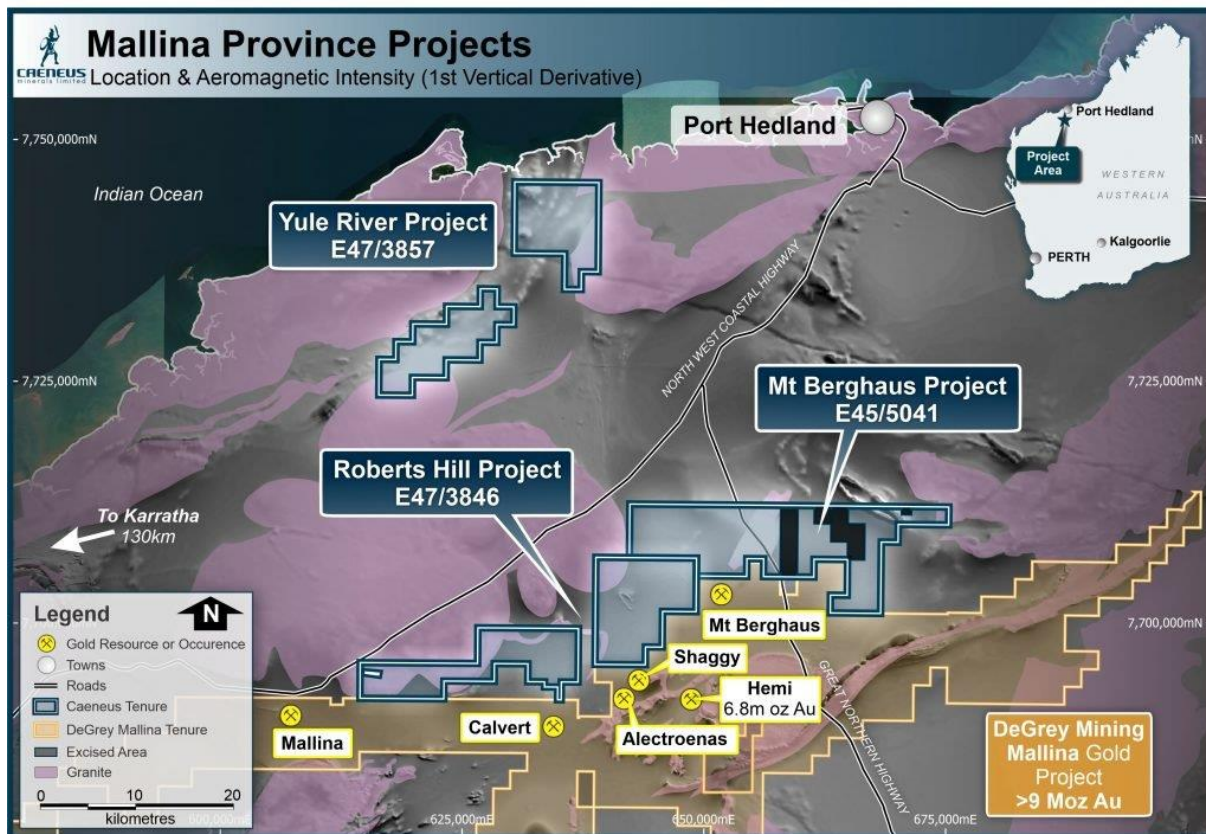 CAENEUS
minerals limited
Mallina Province Projects
Location & Aeromagnetic Intensity (1st Vertical Derivative)
7,750,000mN
Indian Ocean
Port Hedland
Port Hedland
Project
Area
WESTERN
AUSTRALIA
Kalgoorlie
PERTH
Yule River Project
E47/3857
NORTH WEST COASTAL HIGHWAY
7,725,000mN
7,725,000mN
Mt Berghaus Project
E45/5041
Roberts Hill Project
E47/3846
To Karratha
130km
Mt Berghaus
7,700,000mN
Shaggy
Hemi
6.8m oz Au
Alectroenas
Calvert
Mallina
GREAT NORTHERN HIGHWAY
Legend
N
Gold Resource or Occurence
Towns
Roads
Caeneus Tenure
DeGrey Mallina Tenure
Excised Area
Granite
0 10 20
kilometres
DeGrey Mining
Mallina Gold
Project
>9 Moz Au
600,000mE
625,000mE
650,000mE
675,000mE